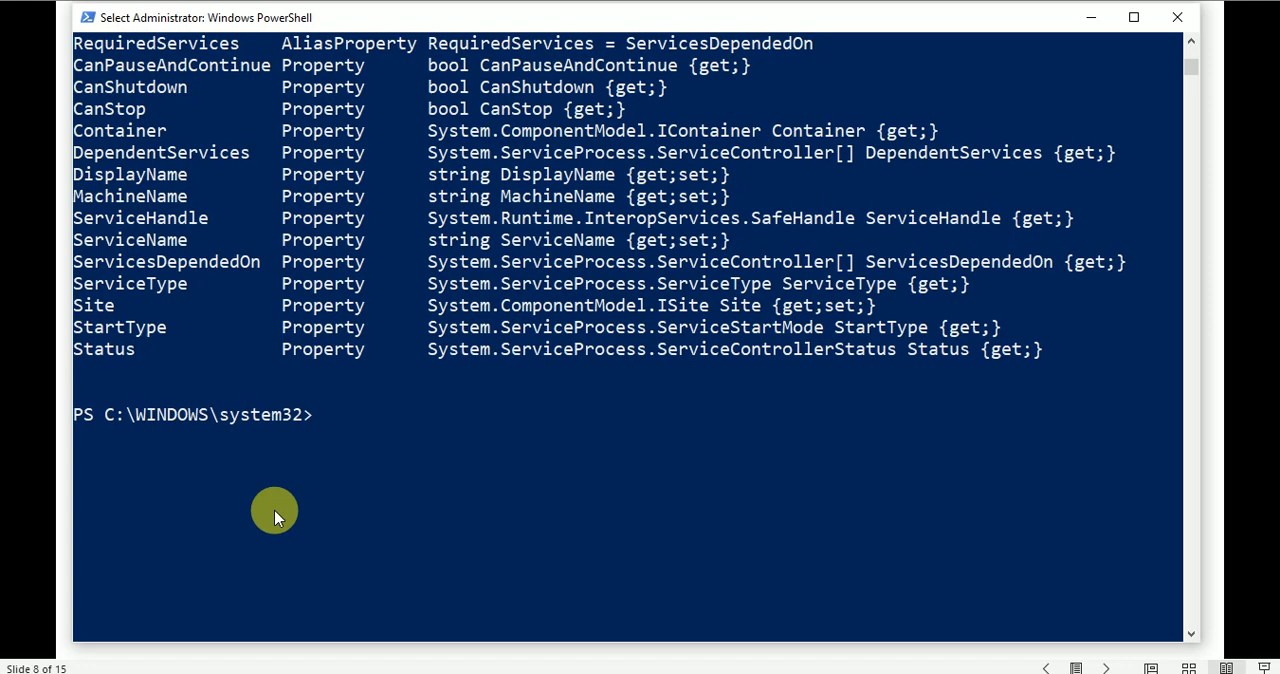 Select Administrator: Windows PowerShell
RequiredServices AliasProperty RequiredServices = ServicesDependedOn
CanPauseAndContinue Property bool CanPauseAndContinue {get;}
CanShutdown Property bool CanShutdown {get;}
CanStop Property bool CanStop {get;}
Container Property System.ComponentModel.IContainer Container {get;}
DependentServices Property System.ServiceProcess.ServiceController[] DependentServices {get;}
DisplayName Property string DisplayName {get;set;}
MachineName Property string MachineName {get;set;}
ServiceHandle Property System.Runtime.InteropServices.SafeHandle ServiceHandle {get;}
ServiceName Property string ServiceName {get;set;}
ServicesDependedOn Property System.ServiceProcess.ServiceController[] ServicesDependedOn {get;}
ServiceType Property System.ServiceProcess.ServiceType ServiceType {get;}
Site Property System.ComponentModel.ISite Site {get;set;}
StartType Property System.ServiceProcess.ServiceStartMode StartType {get;}
Status Property System.ServiceProcess.ServiceControllerStatus Status {get;}
PS C:\WINDOWS\system32>
Slide 8 of 15